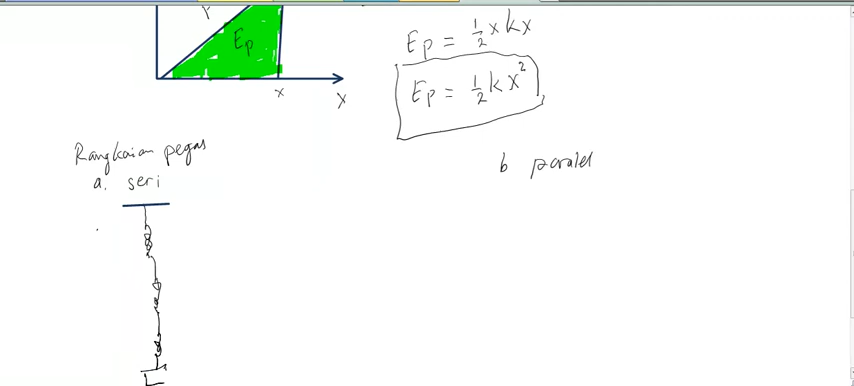 Ep
x
x
Ep = 1/2 x kx
Ep = 1/2 k x²
Rangkaian pegas
a. seri
b paralel